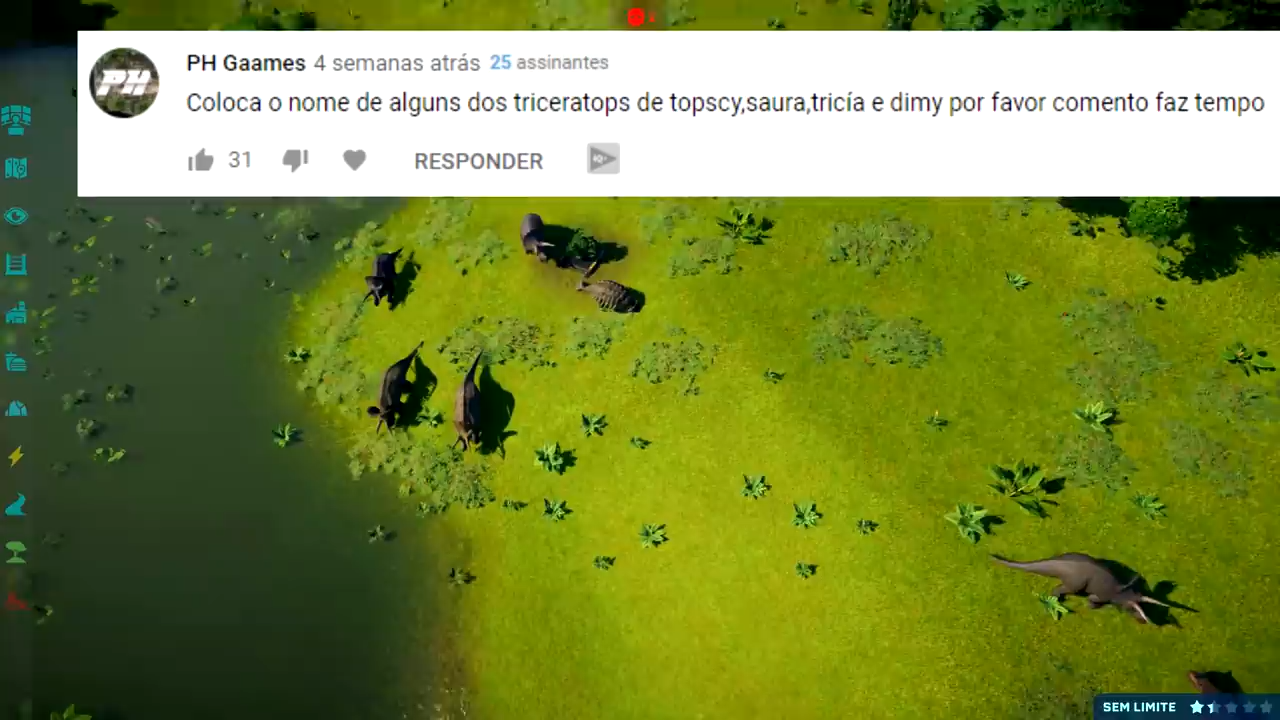 PH Gaames 4 semanas atrás 25 assinantes
PH
Coloca o nome de alguns dos triceratops de topscy,saura,tricía e dimy por favor comento faz tempo
31 RESPONDER
SEM LIMITE